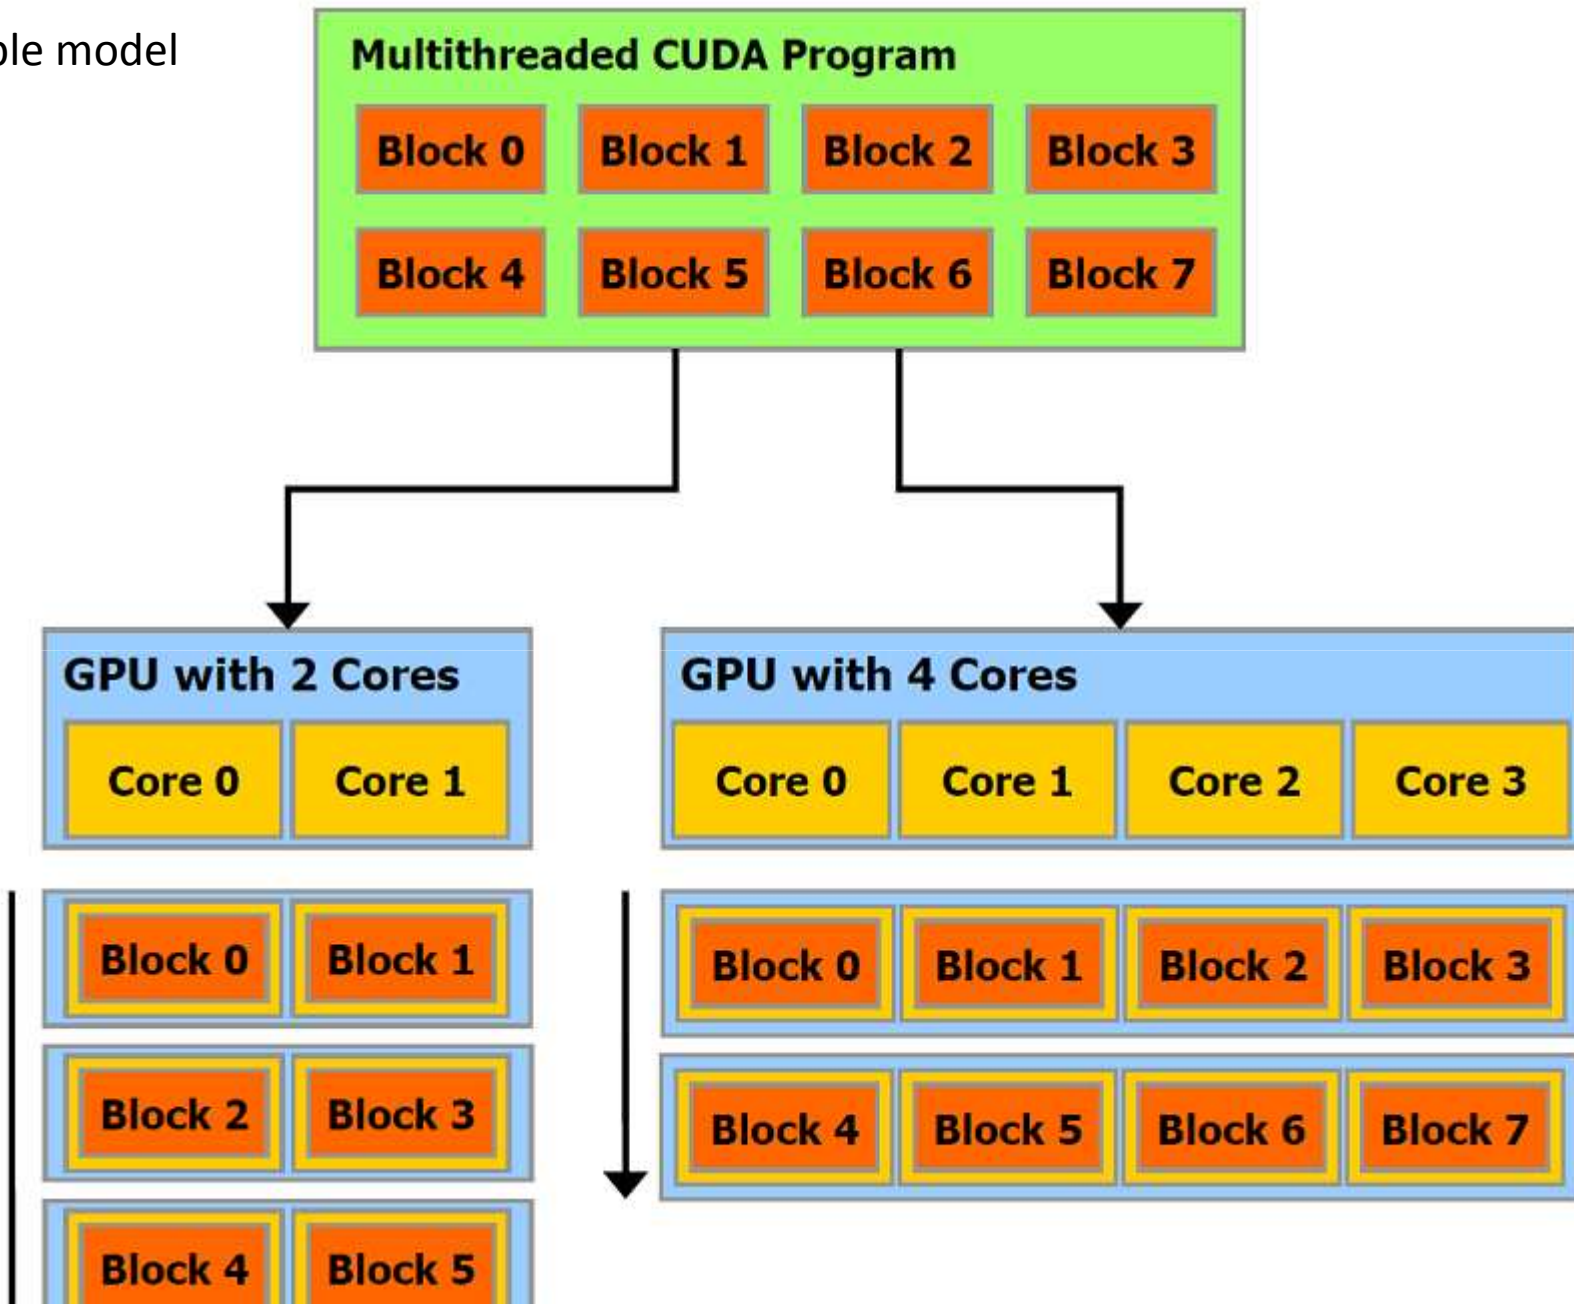 model
Multithreaded CUDA Program
Block 0 Block 1 Block 2 Block 3
Block 4 Block 5 Block 6 Block 7
GPU with 2 Cores
Core 0 Core 1
Block 0 Block 1
Block 2 Block 3
Block 4 Block 5
GPU with 4 Cores
Core 0 Core 1 Core 2 Core 3
Block 0 Block 1 Block 2 Block 3
Block 4 Block 5 Block 6 Block 7